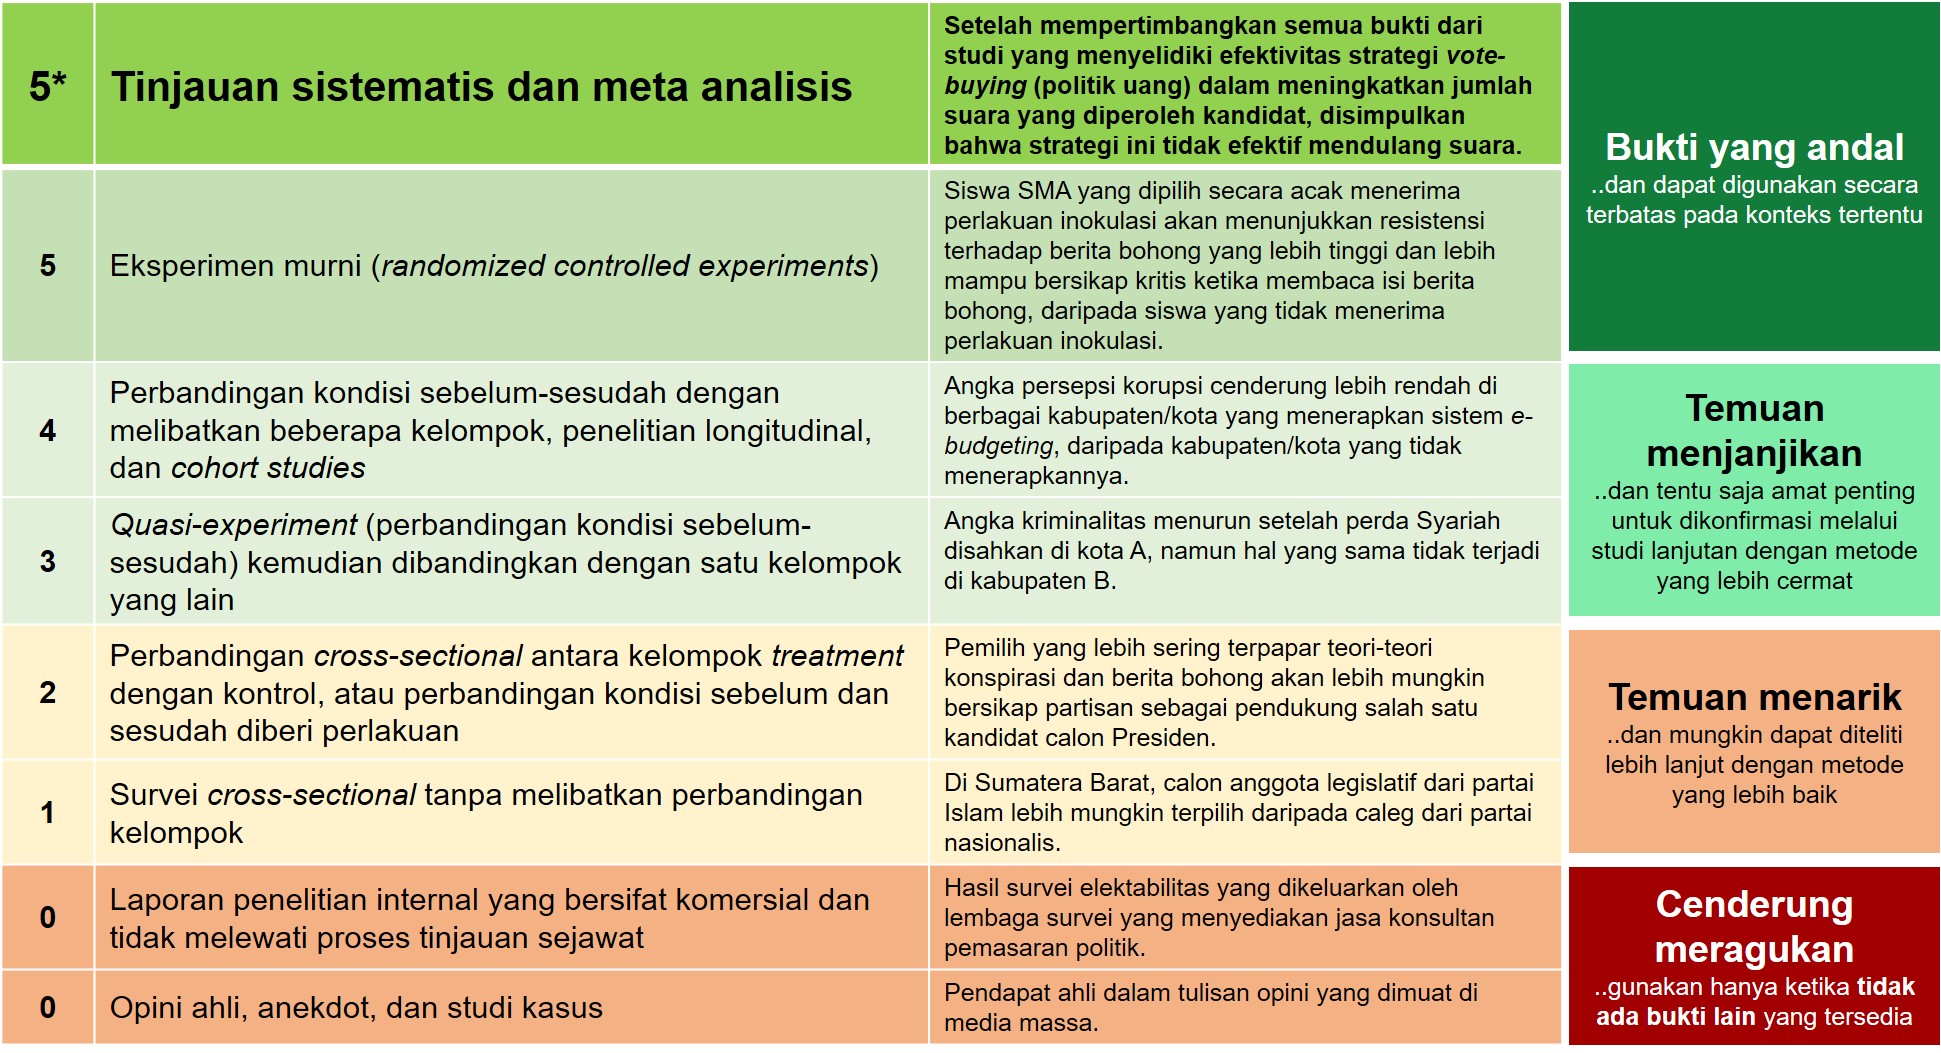 5*
Tinjauan sistematis dan meta analisis
Setelah mempertimbangkan semua bukti dari
studi yang menyelidiki efektivitas strategi vote-
buying (politik uang) dalam meningkatkan jumlah
suara yang diperoleh kandidat, disimpulkan
bahwa strategi ini tidak efektif mendulang suara.
Bukti yang andal
..dan dapat digunakan secara
terbatas pada konteks tertentu
5
Eksperimen murni (randomized controlled experiments)
Siswa SMA yang dipilih secara acak menerima
perlakuan inokulasi akan menunjukkan resistensi
terhadap berita bohong yang lebih tinggi dan lebih
mampu bersikap kritis ketika membaca isi berita
bohong, daripada siswa yang tidak menerima
perlakuan inokulasi.
4
Perbandingan kondisi sebelum-sesudah dengan
melibatkan beberapa kelompok, penelitian longitudinal,
dan cohort studies
Angka persepsi korupsi cenderung lebih rendah di
berbagai kabupaten/kota yang menerapkan sistem e-
budgeting, daripada kabupaten/kota yang tidak
menerapkannya.
Temuan
menjanjikan
..dan tentu saja amat penting
untuk dikonfirmasi melalui
studi lanjutan dengan metode
yang lebih cermat
3
Quasi-experiment (perbandingan kondisi sebelum-
sesudah) kemudian dibandingkan dengan satu kelompok
yang lain
Angka kriminalitas menurun setelah perda Syariah
disahkan di kota A, namun hal yang sama tidak terjadi
di kabupaten B.
2
Perbandingan cross-sectional antara kelompok treatment
dengan kontrol, atau perbandingan kondisi sebelum dan
sesudah diberi perlakuan
Pemilih yang lebih sering terpapar teori-teori
konspirasi dan berita bohong akan lebih mungkin
bersikap partisan sebagai pendukung salah satu
kandidat calon Presiden.
Temuan menarik
..dan mungkin dapat diteliti
lebih lanjut dengan metode
yang lebih baik
1
Survei cross-sectional tanpa melibatkan perbandingan
kelompok
Di Sumatera Barat, calon anggota legislatif dari partai
Islam lebih mungkin terpilih daripada caleg dari partai
nasionalis.
0
Laporan penelitian internal yang bersifat komersial dan
tidak melewati proses tinjauan sejawat
Hasil survei elektabilitas yang dikeluarkan oleh
lembaga survei yang menyediakan jasa konsultan
pemasaran politik.
Cenderung
meragukan
..gunakan hanya ketika tidak
ada bukti lain yang tersedia
0
Opini ahli, anekdot, dan studi kasus
Pendapat ahli dalam tulisan opini yang dimuat di
media massa.